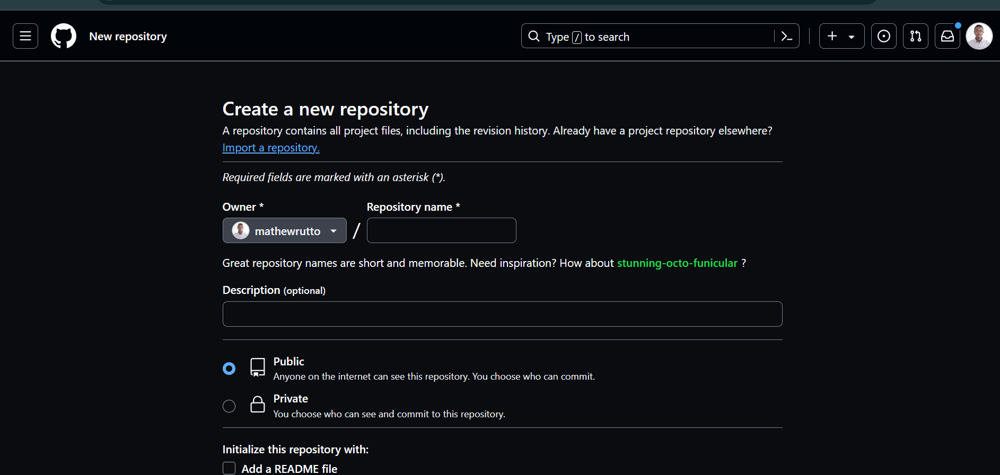 New repository
Type / to search
Create a new repository
A repository contains all project files, including the revision history. Already have a project repository elsewhere?
Import a repository.
Required fields are marked with an asterisk (*).
Owner * Repository name *
mathewrutto /
Great repository names are short and memorable. Need inspiration? How about stunning-octo-funicular ?
Description (optional)
Public
Anyone on the internet can see this repository. You choose who can commit.
Private
You choose who can see and commit to this repository.
Initialize this repository with:
Add a README file